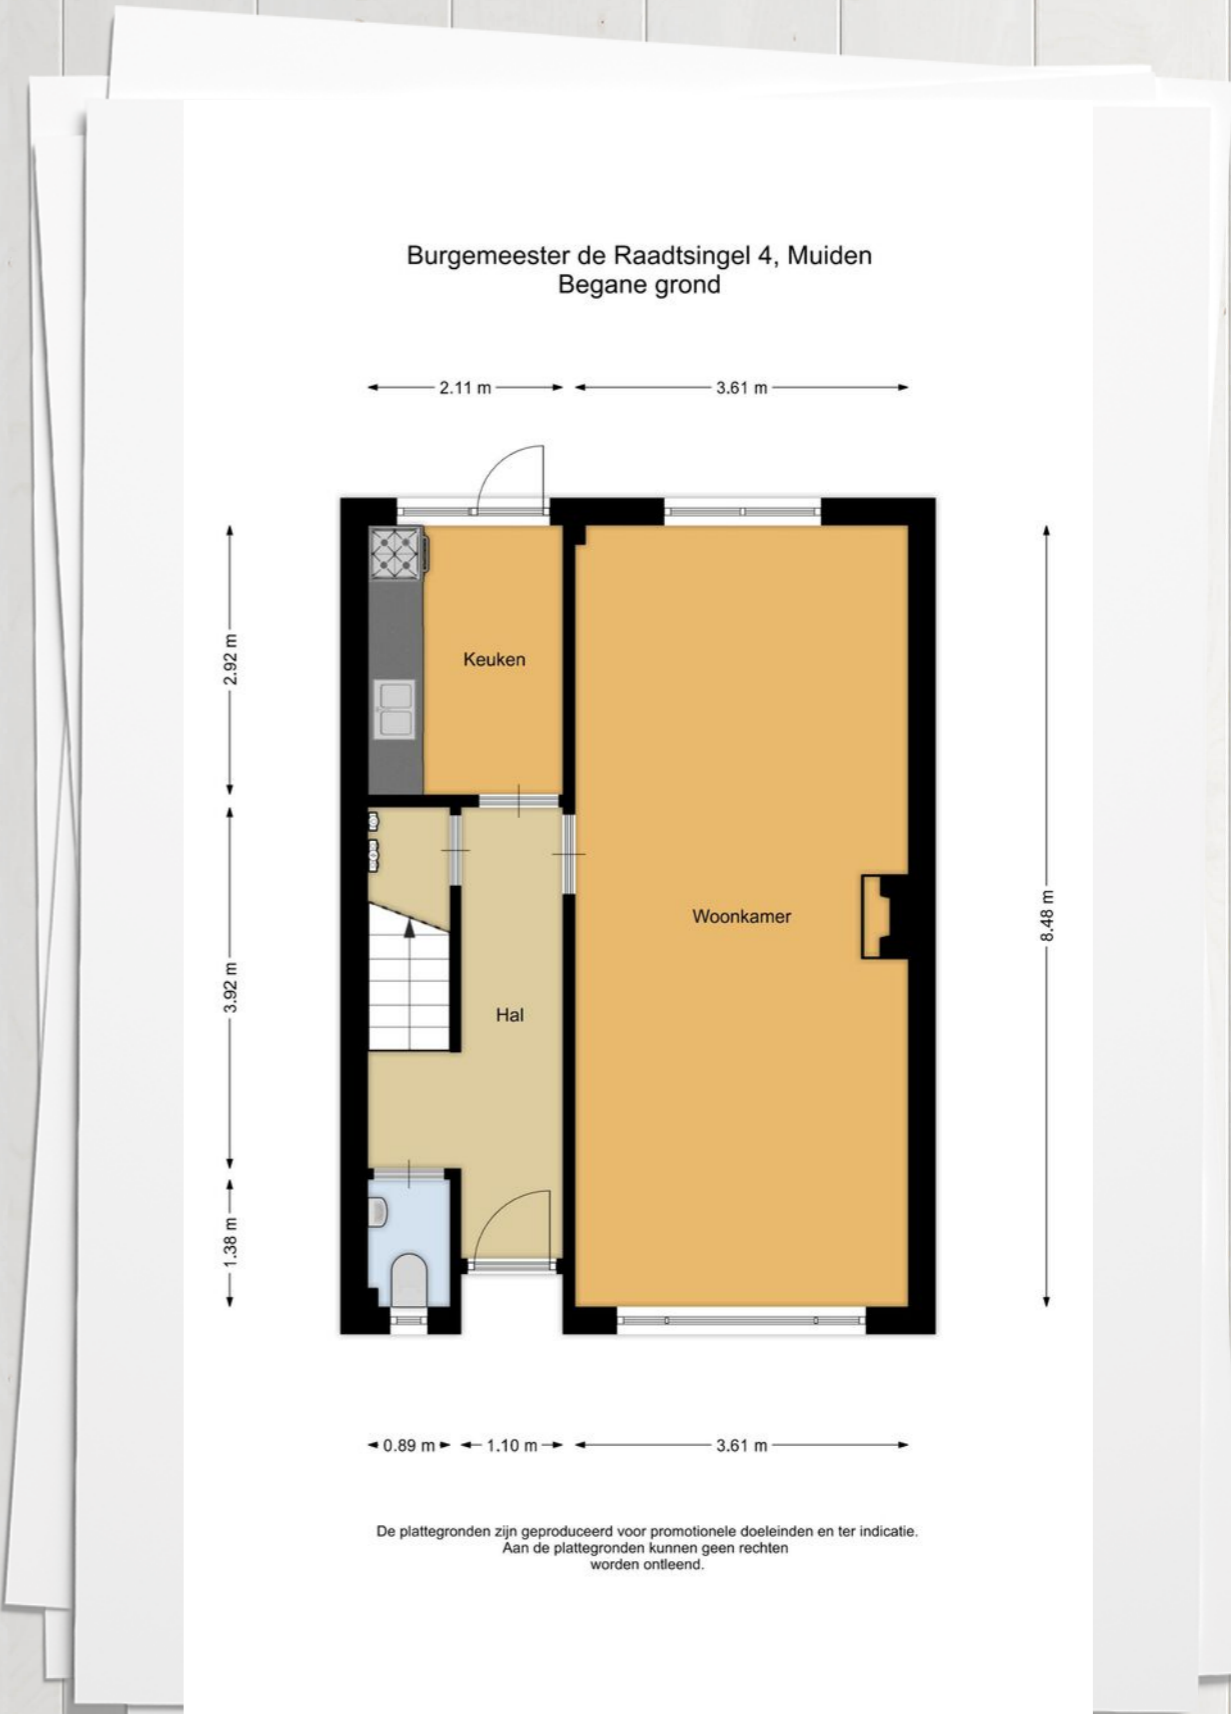 Burgemeester de Raadtsingel 4, Muiden
Begane grond
2.11 m
3.61 m
2.92 m
Keuken
3.92 m
Woonkamer
8.48 m
Hal
1.38 m
0.89 m
1.10 m
3.61 m
De plattegronden zijn geproduceerd voor promotionele doeleinden en ter indicatie.
Aan de plattegronden kunnen geen rechten
worden ontleend.